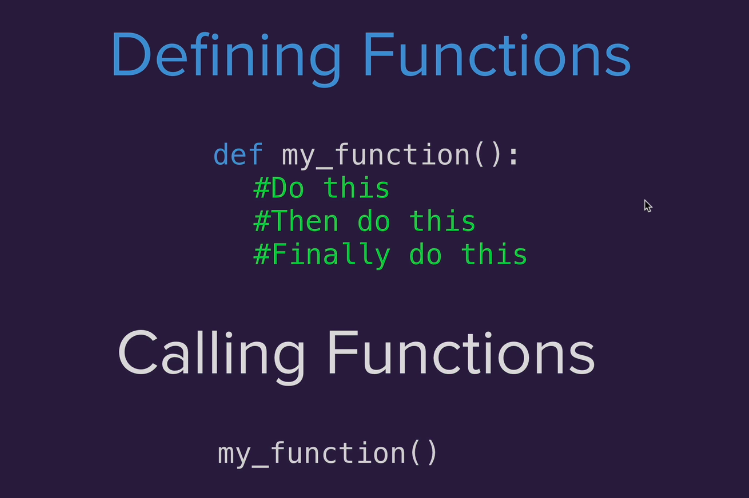 Defining Functions
def my_function():
#Do this
#Then do this
#Finally do this
Calling Functions
my_function()